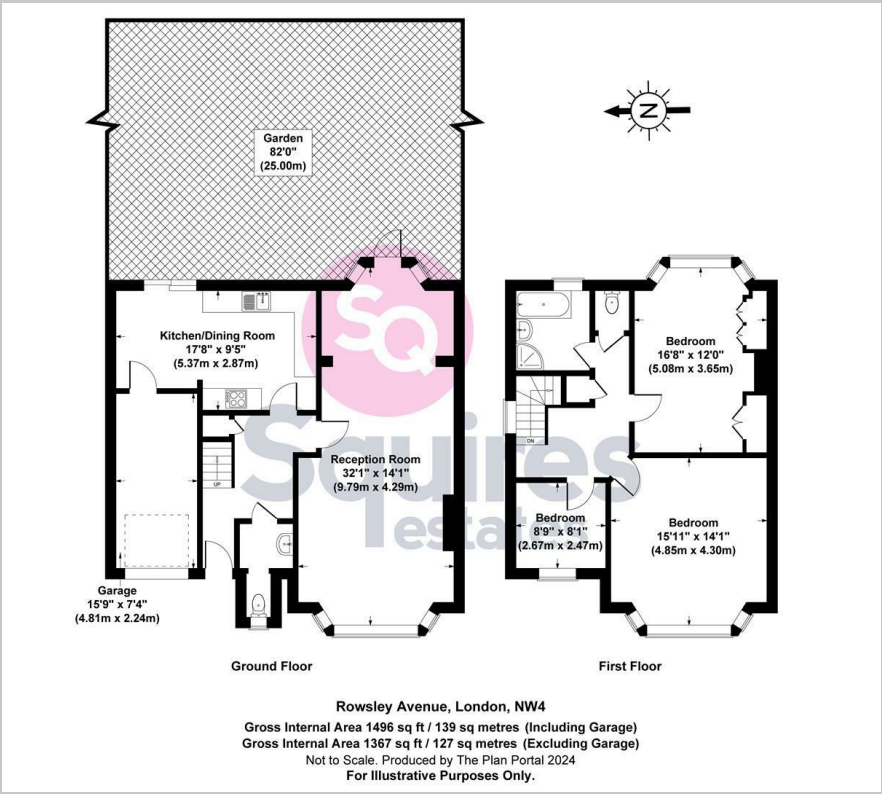 Garden
82'0"
(25.00m)
N
SQ
Squires
estates
Kitchen/Dining Room
17'8" x 9'5"
(5.37m x 2.87m)
UP
Reception Room
32'1" x 14'1"
(9.79m x 4.29m)
Garage
15'9" x 7'4"
(4.81m x 2.24m)
Ground Floor
Bedroom
16'8" x 12'0"
(5.08m x 3.65m)
DN
Bedroom
8'9" x 8'1"
(2.67m x 2.47m)
Bedroom
15'11" x 14'1"
(4.85m x 4.30m)
First Floor
Rowsley Avenue, London, NW4
Gross Internal Area 1496 sq ft / 139 sq metres (Including Garage)
Gross Internal Area 1367 sq ft / 127 sq metres (Excluding Garage)
Not to Scale. Produced by The Plan Portal 2024
For Illustrative Purposes Only.